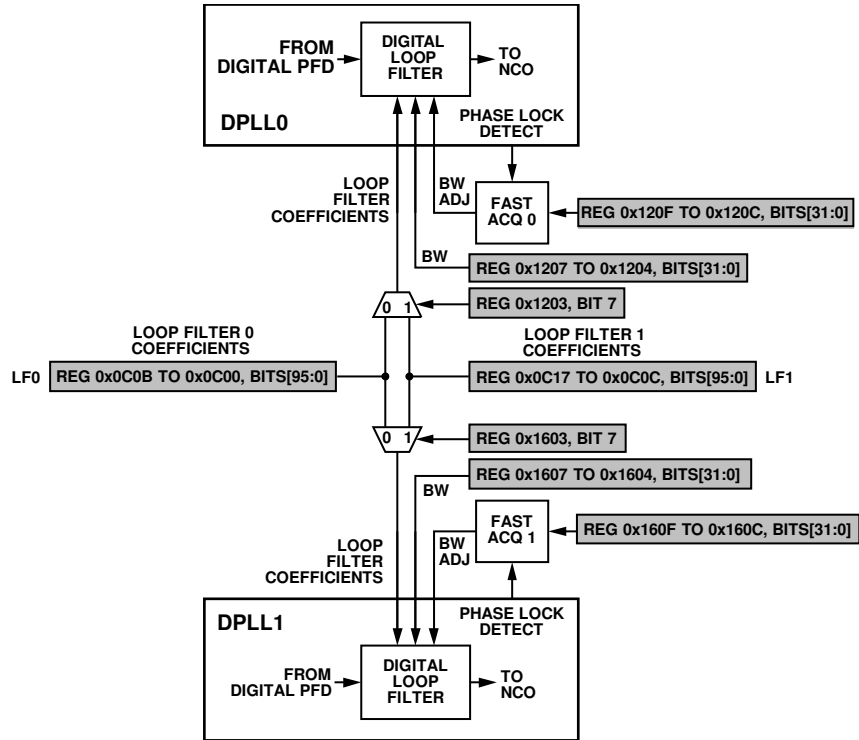 FROM
DIGITAL PFD
DIGITAL
LOOP
FILTER
TO
NCO
DPLL0
PHASE LOCK
DETECT
LOOP
FILTER
COEFFICIENTS
BW
ADJ
FAST
ACQ 0
REG 0x120F TO 0x120C, BITS[31:0]
BW
REG 0x1207 TO 0x1204, BITS[31:0]
0 1
REG 0x1203, BIT 7
LOOP FILTER 0
COEFFICIENTS
LOOP FILTER 1
COEFFICIENTS
LF0
REG 0x0C0B TO 0x0C00, BITS[95:0]
REG 0x0C17 TO 0x0C0C, BITS[95:0]
LF1
0 1
REG 0x1603, BIT 7
BW
REG 0x1607 TO 0x1604, BITS[31:0]
LOOP
FILTER
COEFFICIENTS
BW
ADJ
FAST
ACQ 1
REG 0x160F TO 0x160C, BITS[31:0]
DPLL1
PHASE LOCK
DETECT
FROM
DIGITAL PFD
DIGITAL
LOOP
FILTER
TO
NCO